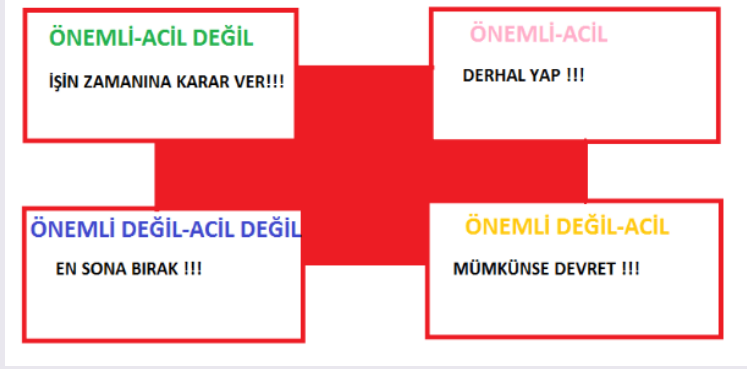 ÖNEMLİ-ACİL DEĞİL
İŞİN ZAMANINA KARAR VER!!!
ÖNEMLİ-ACİL
DERHAL YAP !!!
ÖNEMLİ DEĞİL-ACİL DEĞİL
EN SONA BIRAK !!!
ÖNEMLİ DEĞİL-ACİL
MÜMKÜNSE DEVRET !!!